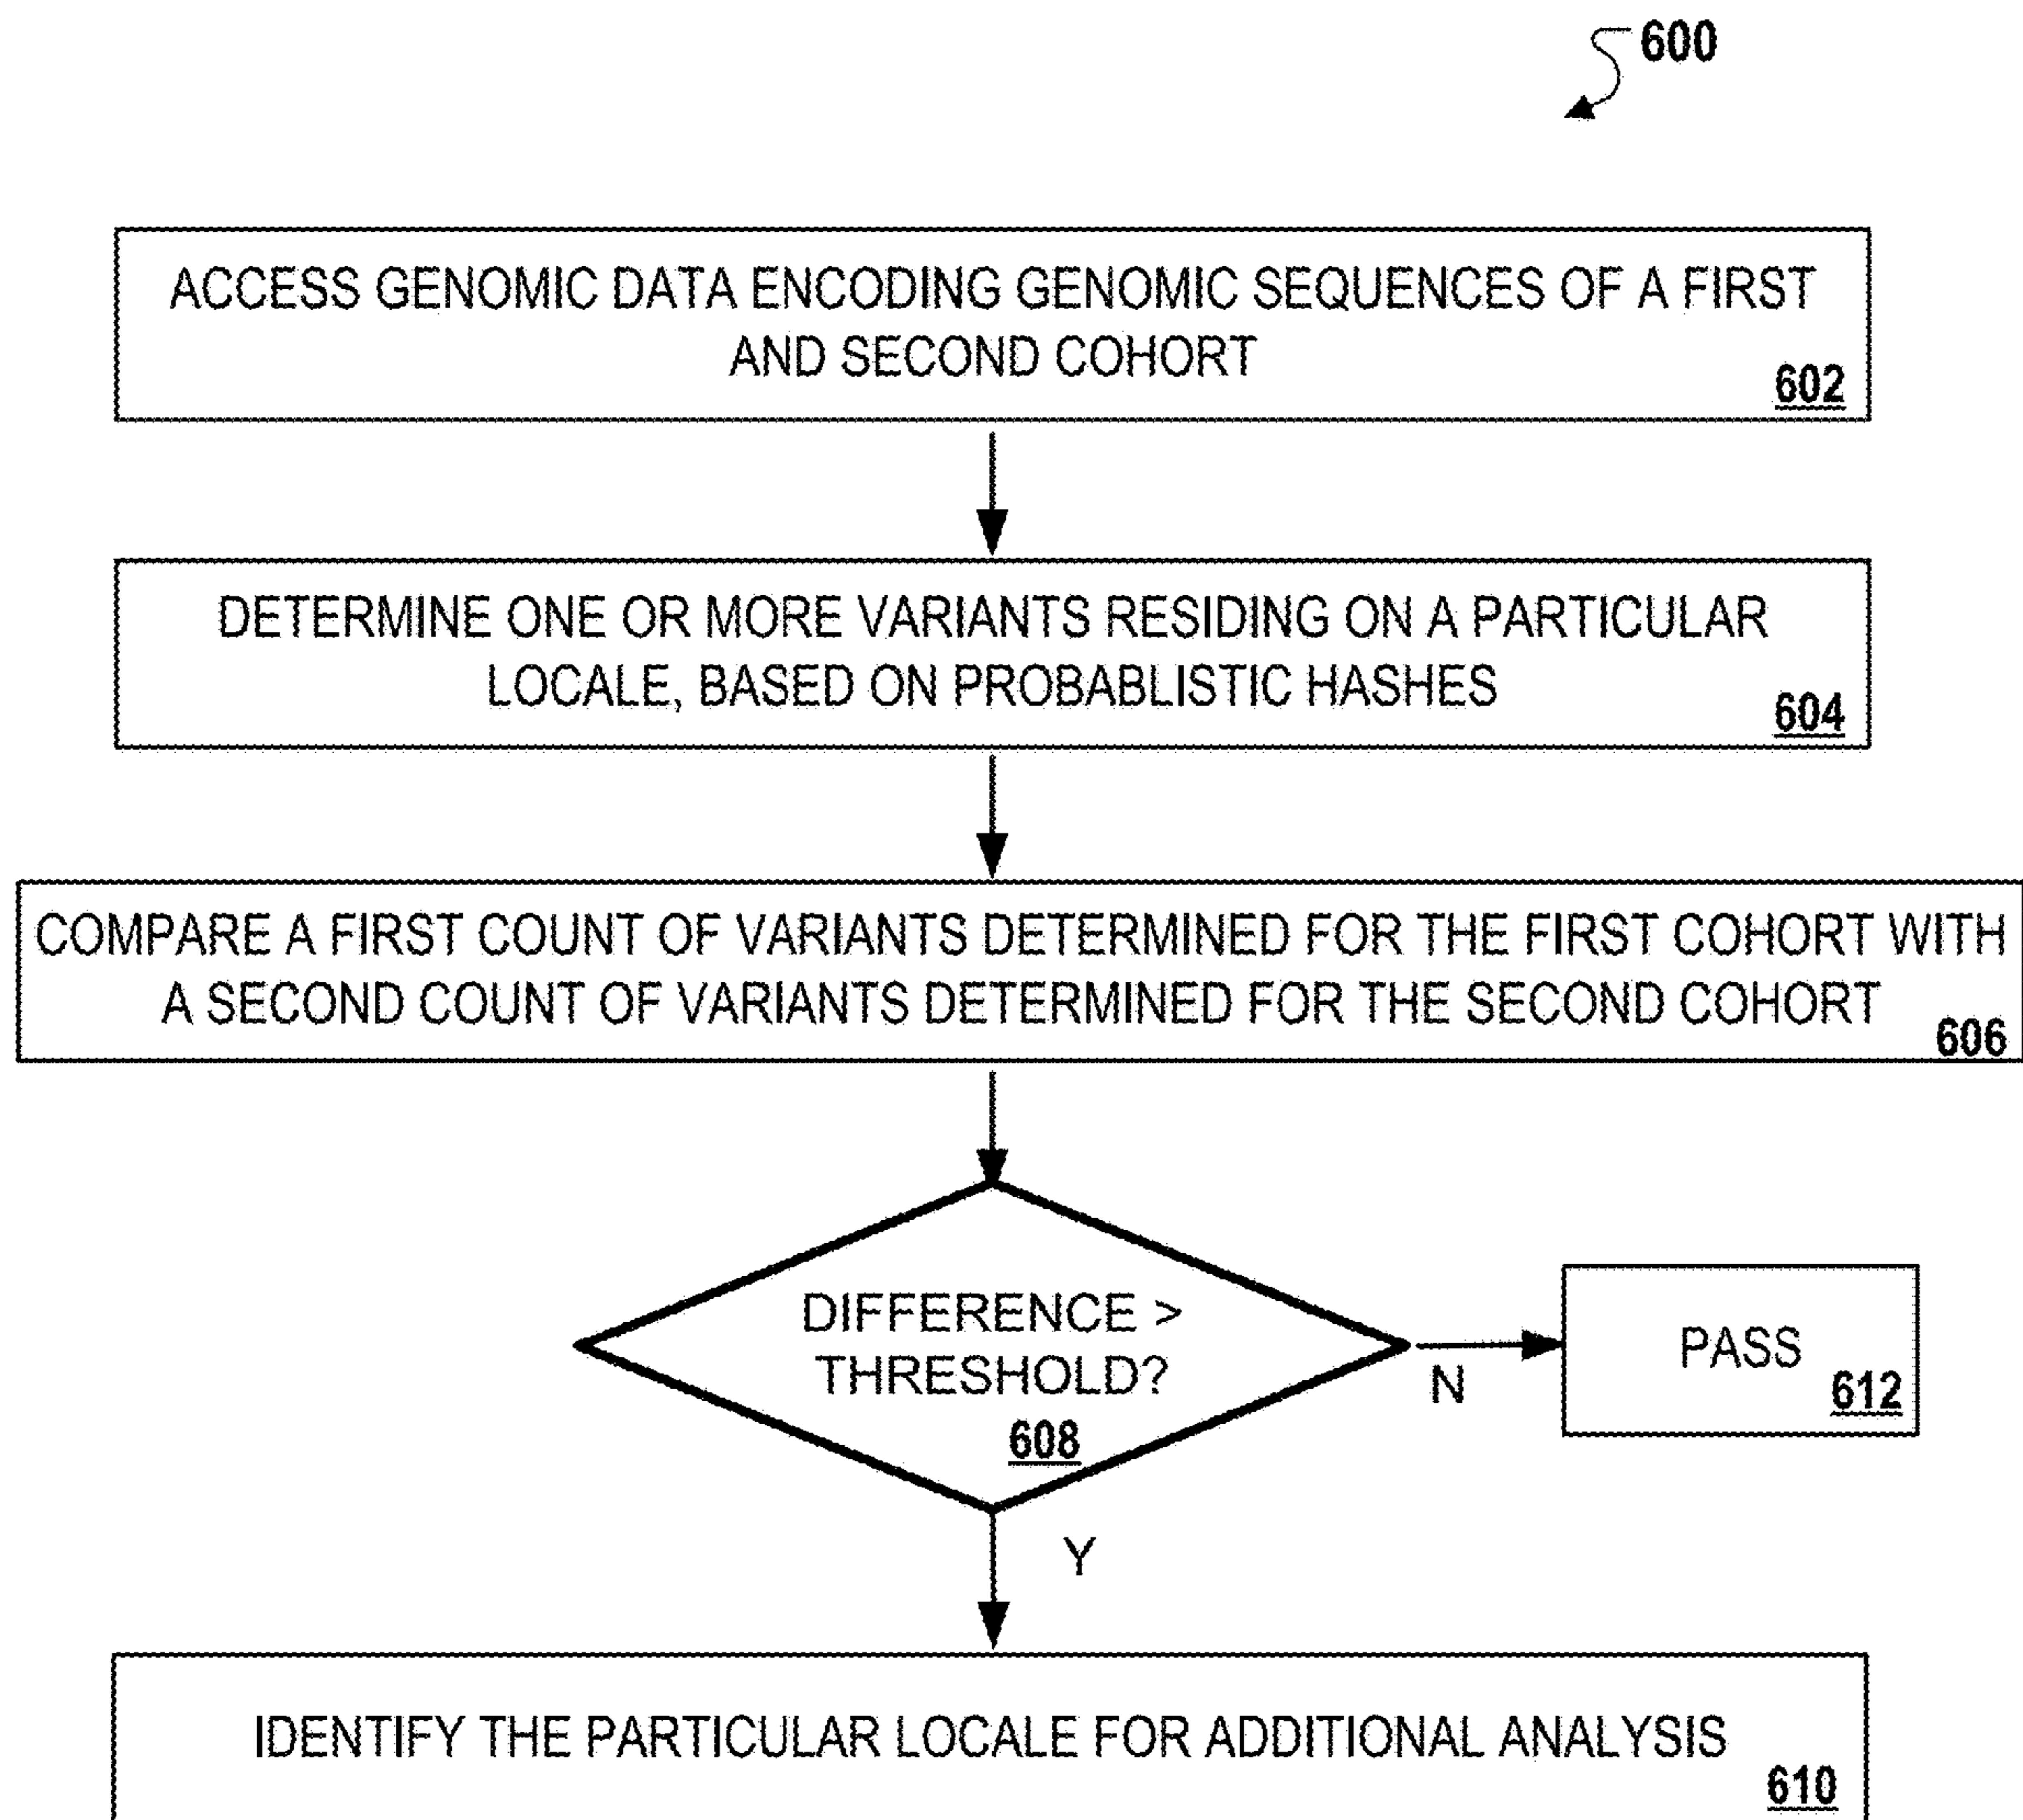 600
ACCESS GENOMIC DATA ENCODING GENOMIC SEQUENCES OF A FIRST
AND SECOND COHORT
602
DETERMINE ONE OR MORE VARIANTS RESIDING ON A PARTICULAR
LOCALE, BASED ON PROBABLISTIC HASHES
604
COMPARE A FIRST COUNT OF VARIANTS DETERMINED FOR THE FIRST COHORT WITH
A SECOND COUNT OF VARIANTS DETERMINED FOR THE SECOND COHORT
606
DIFFERENCE >
THRESHOLD?
608
N
PASS
612
Y
IDENTIFY THE PARTICULAR LOCALE FOR ADDITIONAL ANALYSIS
610